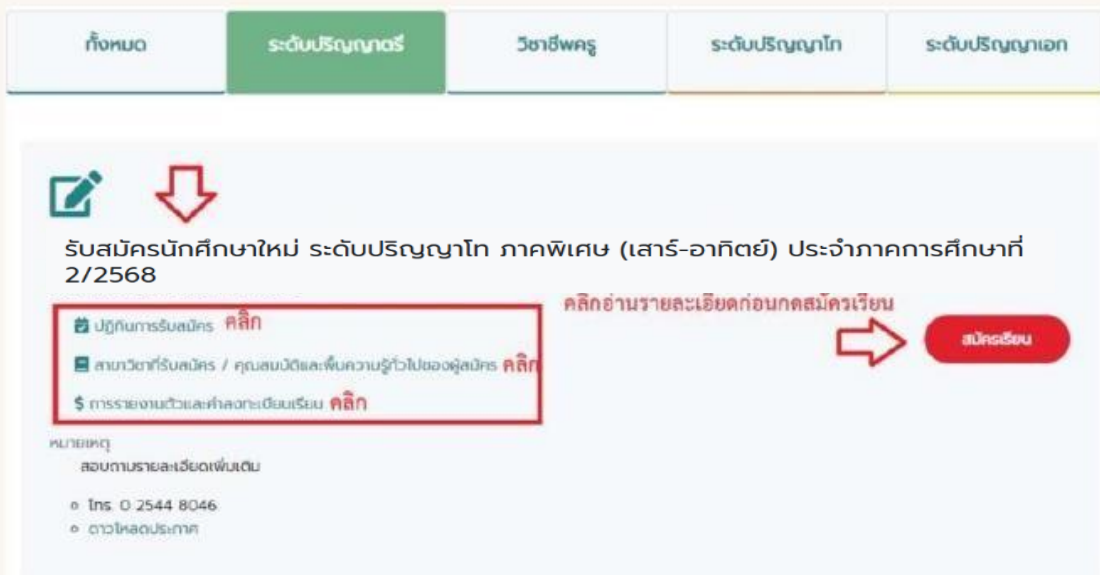 ทั้งหมด
ระดับปริญญาตรี
วิชาชีพครู
ระดับปริญญาโท
ระดับปริญญาเอก
รับสมัครนักศึกษาใหม่ ระดับปริญญาโท ภาคพิเศษ (เสาร์-อาทิตย์) ประจำภาคการศึกษาที่
2/2568
คลิกอ่านรายละเอียดก่อนกดสมัครเรียน
ปฏิทินการรับสมัคร คลิก
สมัครเรียน
สาขาวิชาที่รับสมัคร / คุณสมบัติและพื้นความรู้ทั่วไปของผู้สมัคร คลิก
$ การรายงานตัวและค่าลงทะเบียนเรียน คลิก
หมายเหตุ
สอบถามรายละเอียดเพิ่มเติม
โทร. 0 2544 8046
ดาวโหลดประกาศ